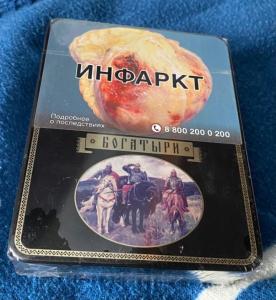 ИНФАРКТ
Подробнее
о последствиях
8 800 200 0 200
БОГАТЫРИ